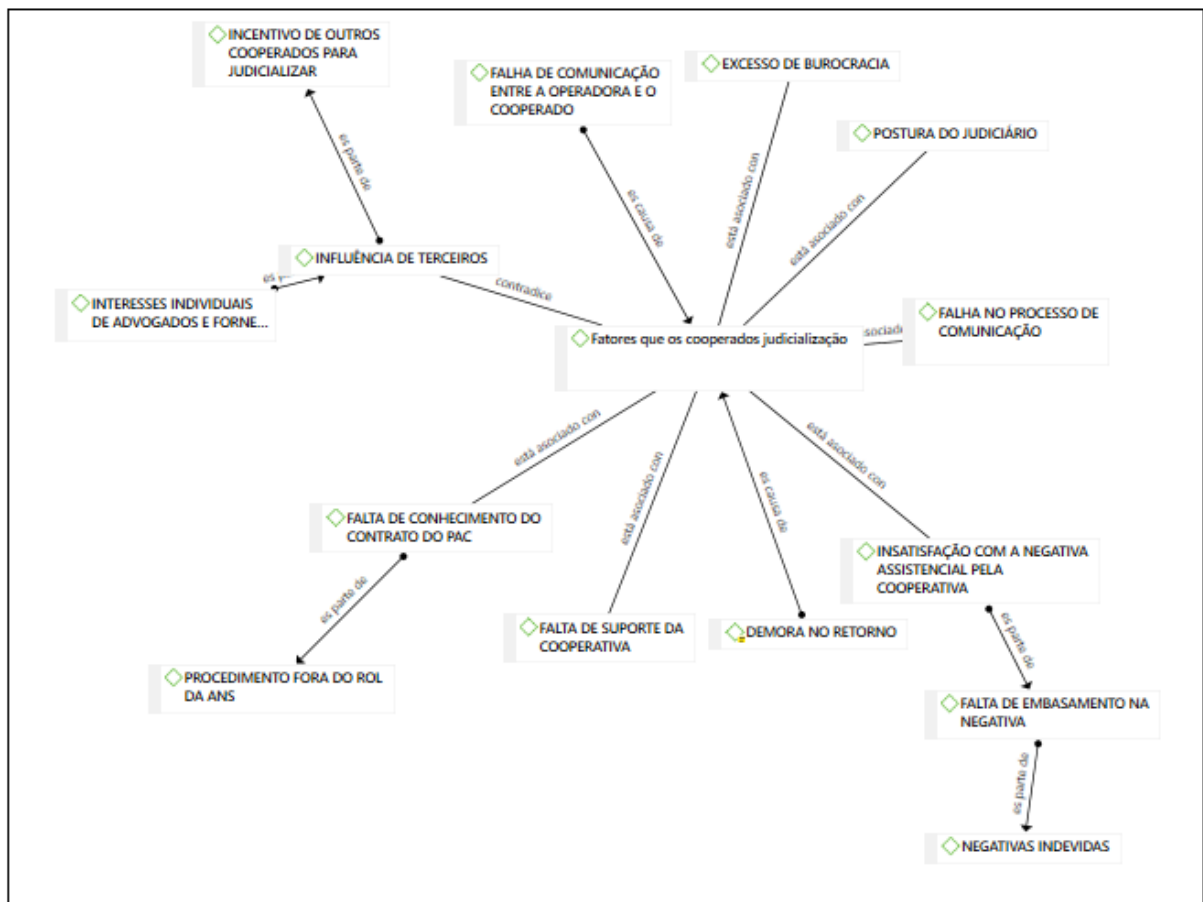 INCENTIVO DE OUTROS
COOPERADOS PARA
JUDICIALIZAR
FALHA DE COMUNICAÇÃO
ENTRE A OPERADORA E O
COOPERADO
EXCESSO DE BUROCRACIA
POSTURA DO JUDICIÁRIO
es parte de
es causa de
está asociado con
está asociado con
INFLUÊNCIA DE TERCEIROS
es
contradice
INTERESSES INDIVIDUAIS
DE ADVOGADOS E FORNE...
FALHA NO PROCESSO DE
COMUNICAÇÃO
Fatores que os cooperados judicialização
está asociado con
está asociado con
es causa de
está asociado con
FALTA DE CONHECIMENTO DO
CONTRATO DO PAC
INSATISFAÇÃO COM A NEGATIVA
ASSISTENCIAL PELA
COOPERATIVA
es parte de
FALTA DE SUPORTE DA
COOPERATIVA
DEMORA NO RETORNO
es parte de
PROCEDIMENTO FORA DO ROL
DA ANS
FALTA DE EMBASAMENTO NA
NEGATIVA
es parte de
NEGATIVAS INDEVIDAS